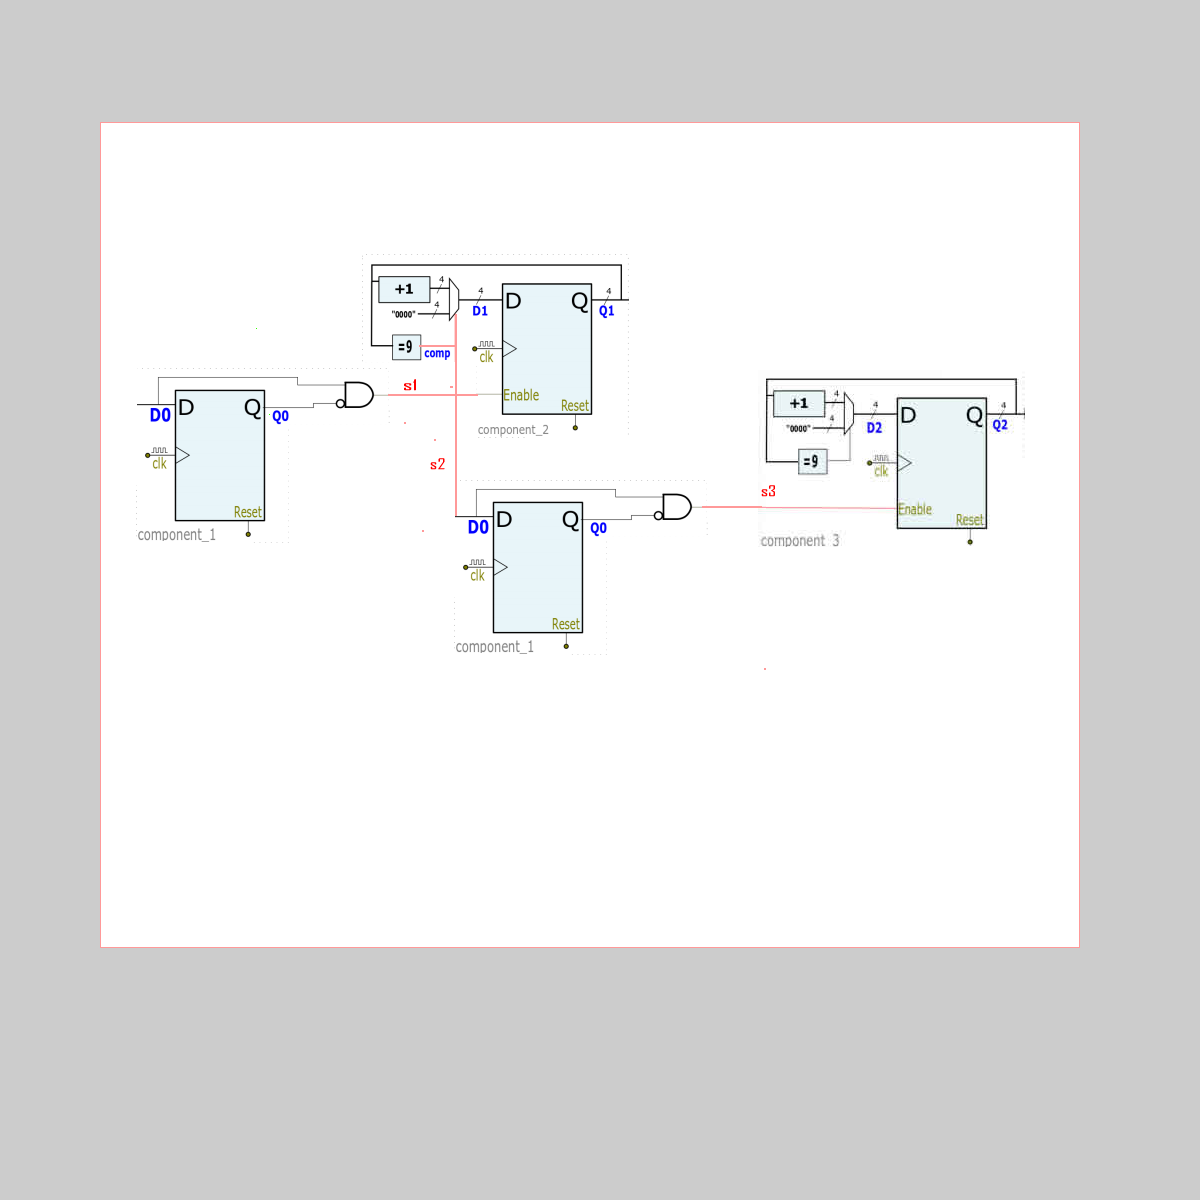 +1
4
4
"0000"
=9
comp
D
Q
4
D1
4
Q1
clk
Enable
Reset
component_2
s1
D0
D
Q
Q0
clk
Reset
component_1
s2
D0
D
Q
Q0
clk
Reset
component_1
s3
+1
4
4
"0000"
=9
D
Q
4
D2
4
Q2
clk
Enable
Reset
component 3